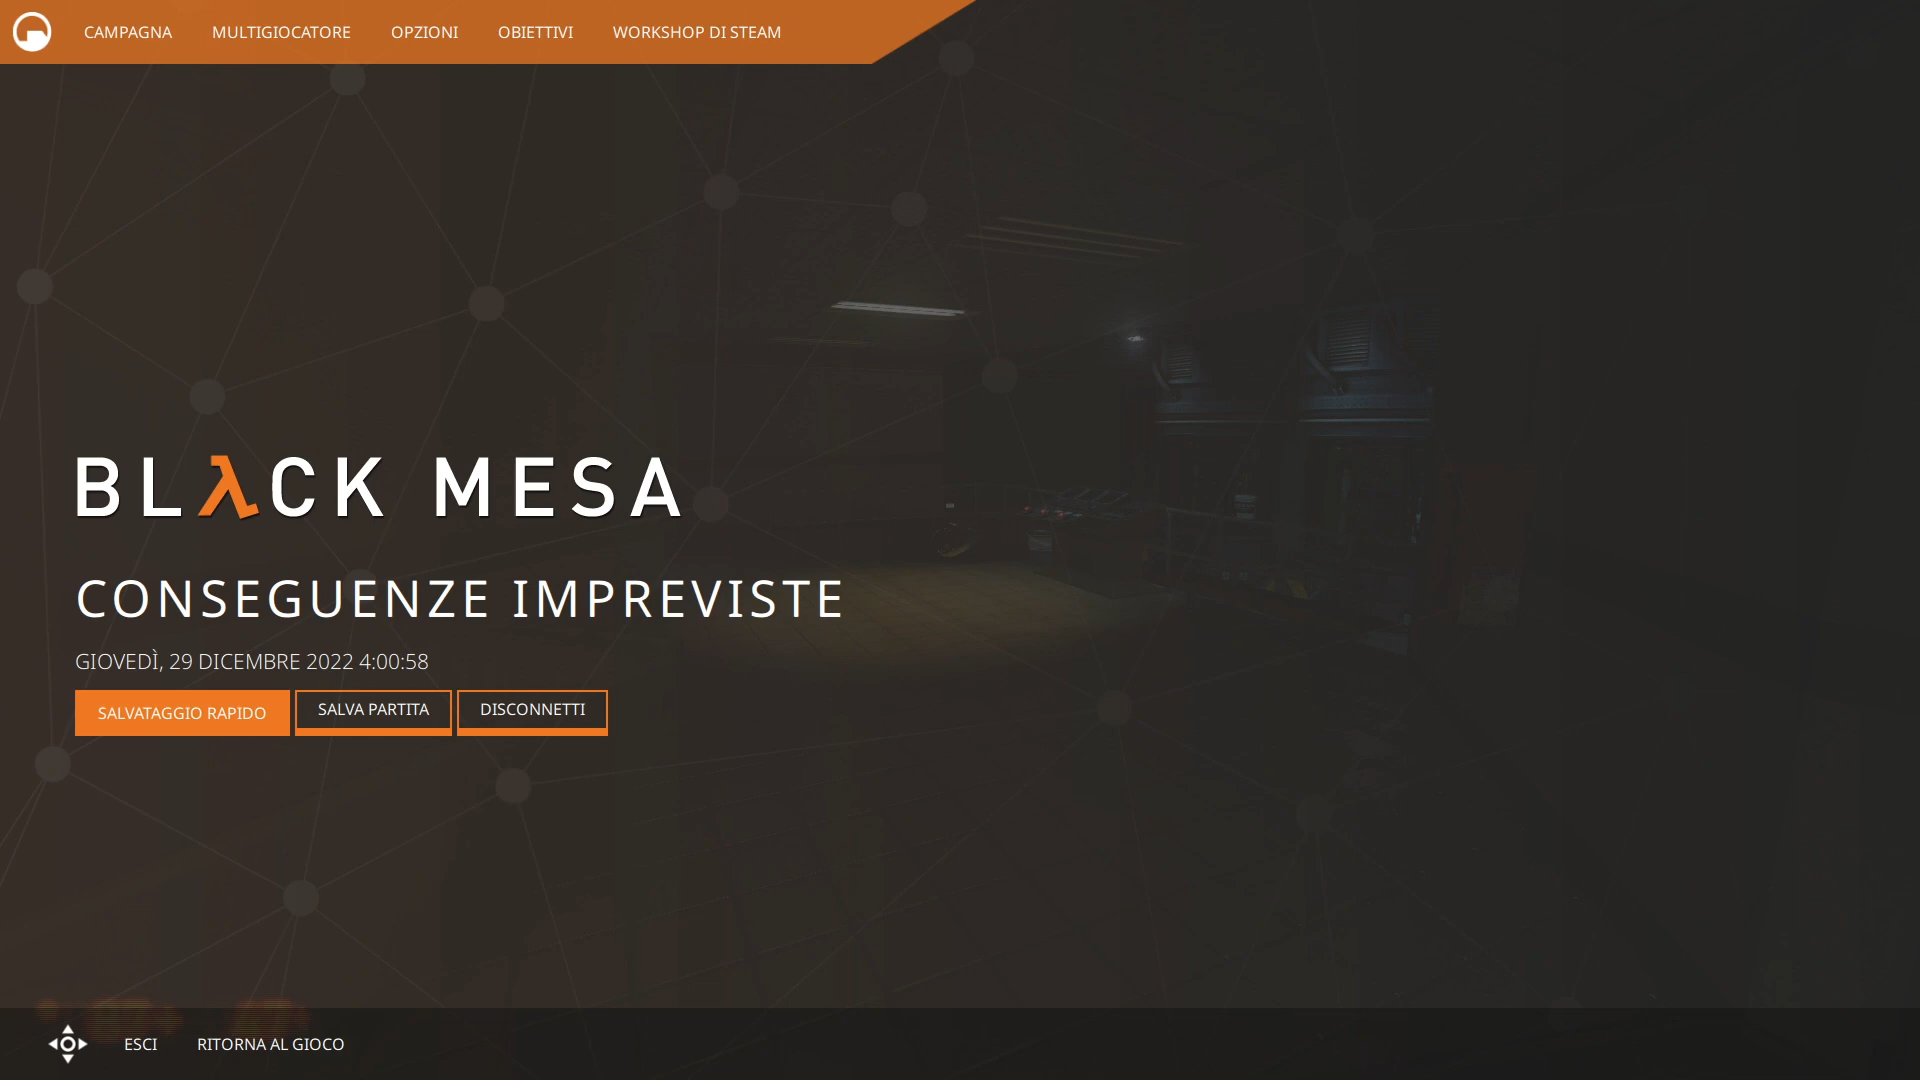 CAMPAGNA MULTIGIOCATORE OPZIONI OBIETTIVI WORKSHOP DI STEAM
BLACK MESA
CONSEGUENZE IMPREVISTE
GIOVEDÌ, 29 DICEMBRE 2022 4:00:58
SALVATAGGIO RAPIDO SALVA PARTITA DISCONNETTI
ESCI RITORNA AL GIOCO